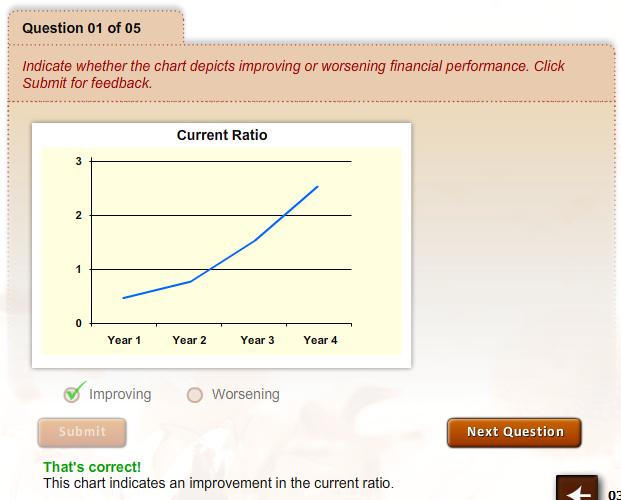 Question 01 of 05
Indicate whether the chart depicts improving or worsening financial performance. Click
Submit for feedback.
Current Ratio
3
2
1
0
Year 1 Year 2 Year 3 Year 4
Improving Worsening
Submit Next Question
That's correct!
This chart indicates an improvement in the current ratio.
03